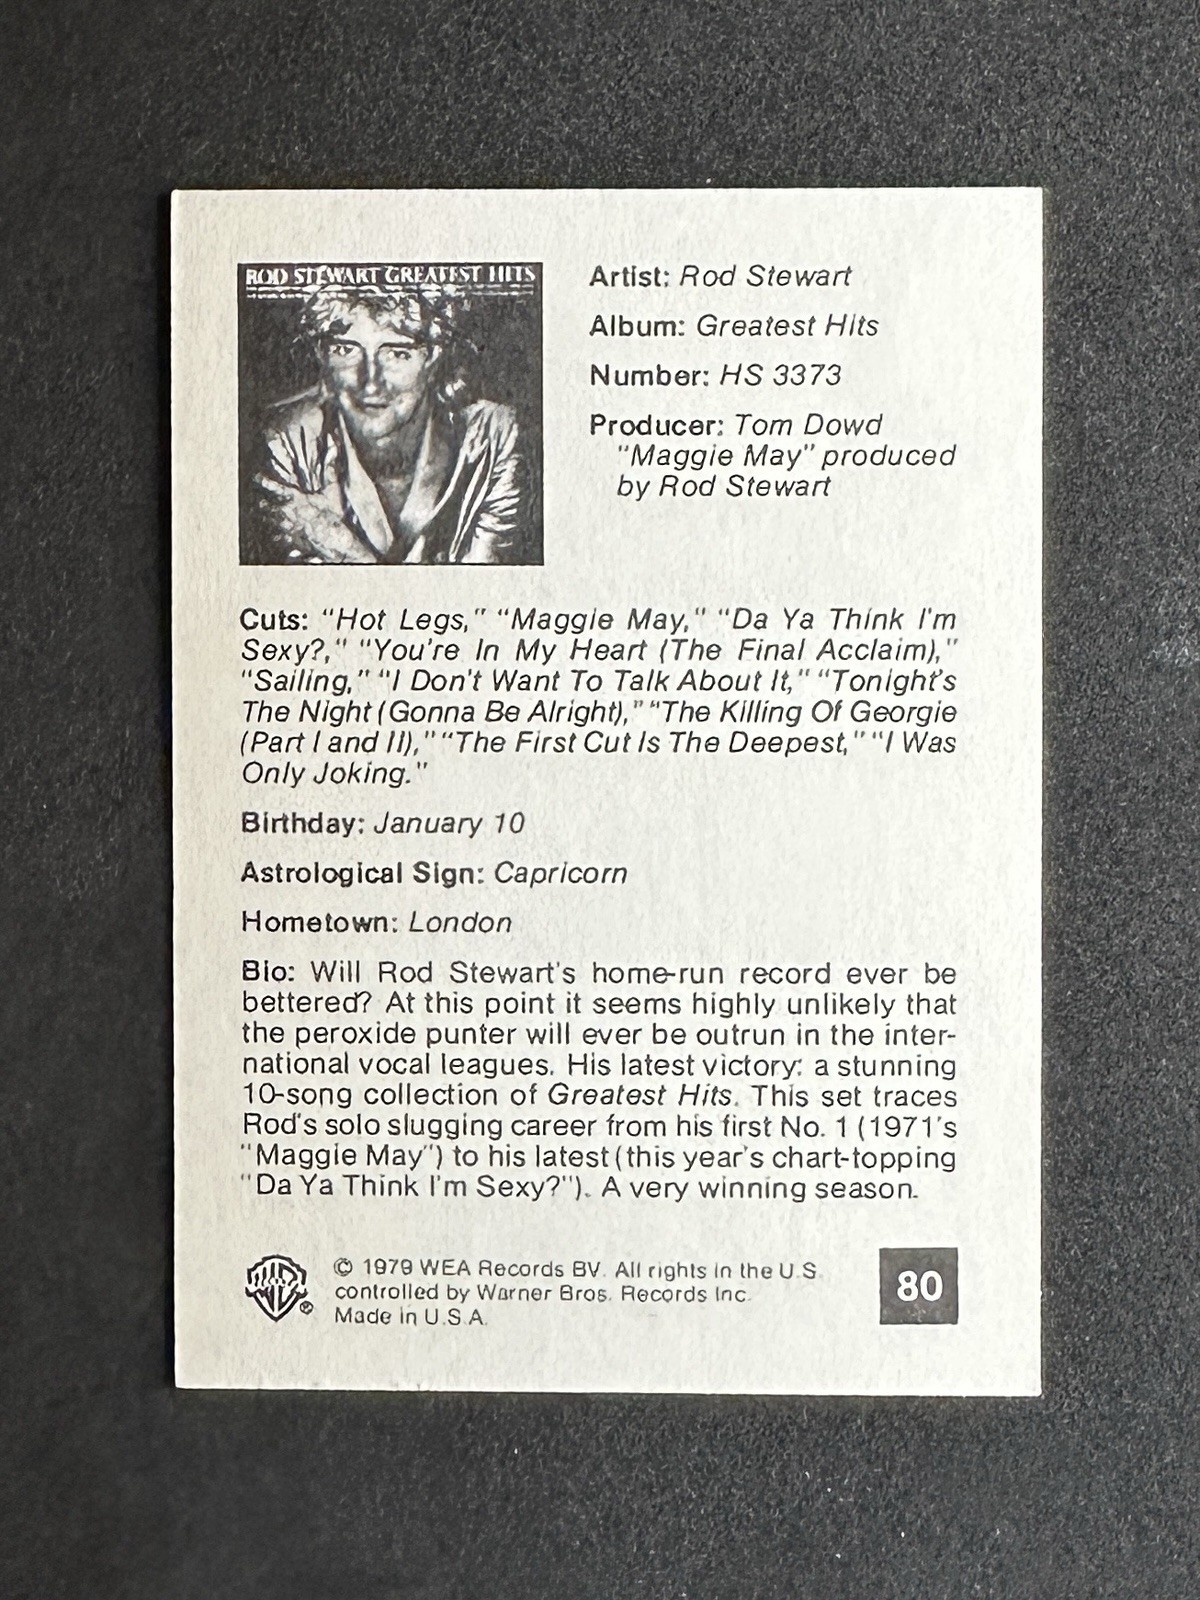 ROD STEWART GREATEST HITS
Artist: Rod Stewart
Album: Greatest Hits
Number: HS 3373
Producer: Tom Dowd
"Maggie May" produced
by Rod Stewart
Cuts: "Hot Legs," "Maggie May," "Da Ya Think I'm
Sexy?," "You're In My Heart (The Final Acclaim),"
"Sailing," "I Don't Want To Talk About It," "Tonight's
The Night (Gonna Be Alright)," "The Killing Of Georgie
(Part I and II)," "The First Cut Is The Deepest," "I Was
Only Joking."
Birthday: January 10
Astrological Sign: Capricorn
Hometown: London
Bio: Will Rod Stewart's home-run record ever be
bettered? At this point it seems highly unlikely that
the peroxide punter will ever be outrun in the inter-
national vocal leagues. His latest victory: a stunning
10-song collection of Greatest Hits. This set traces
Rod's solo slugging career from his first No. 1 (1971's
"Maggie May") to his latest (this year's chart-topping
"Da Ya Think I'm Sexy?"). A very winning season.
WB ®
© 1979 WEA Records BV. All rights in the U.S.
controlled by Warner Bros. Records Inc.
Made in U.S.A.
80